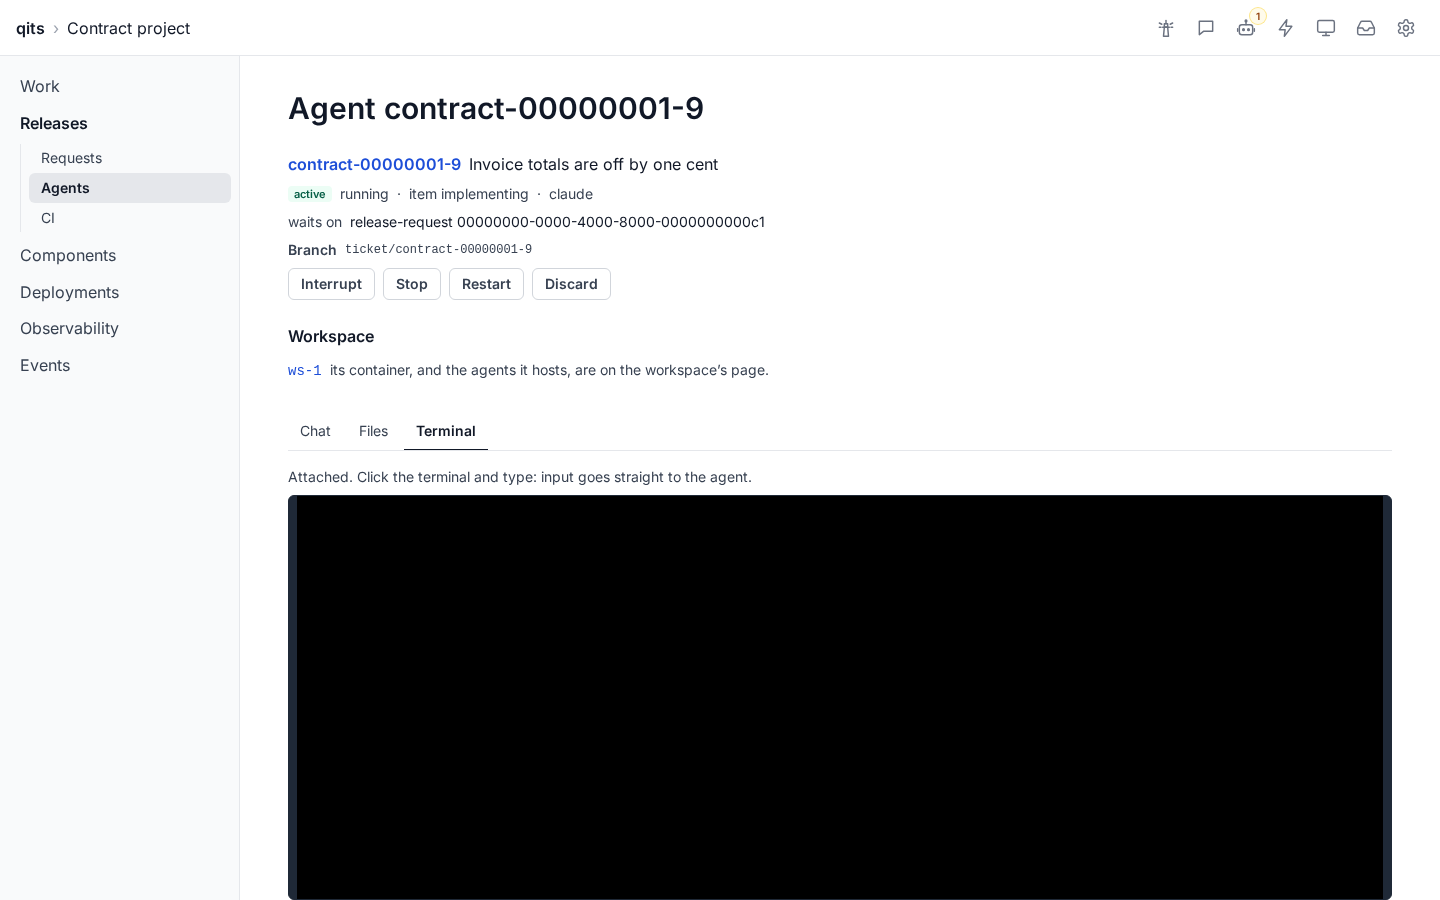 qits › Contract project
1
Work
Releases
Requests
Agents
CI
Components
Deployments
Observability
Events
Agent contract-00000001-9
contract-00000001-9 Invoice totals are off by one cent
active running · item implementing · claude
waits on release-request 00000000-0000-4000-8000-0000000000c1
Branch ticket/contract-00000001-9
Interrupt Stop Restart Discard
Workspace
ws-1 its container, and the agents it hosts, are on the workspace’s page.
Chat Files Terminal
Attached. Click the terminal and type: input goes straight to the agent.